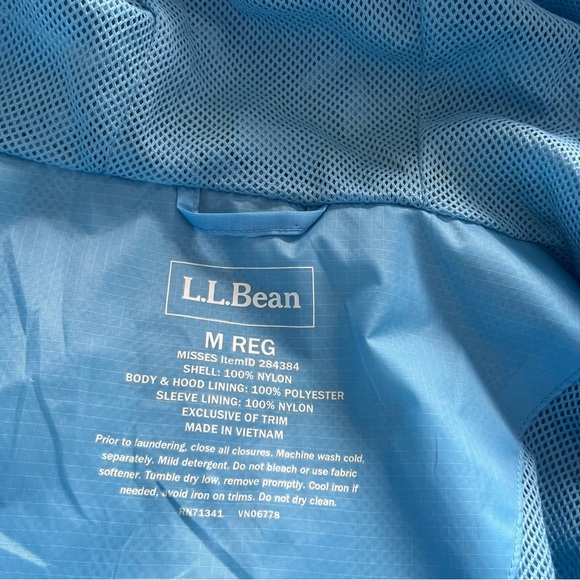 L.L.Bean
M REG
MISSES ItemID 284384
SHELL: 100% NYLON
BODY & HOOD LINING: 100% POLYESTER
SLEEVE LINING: 100% NYLON
EXCLUSIVE OF TRIM
MADE IN VIETNAM
Prior to laundering, close all closures. Machine wash cold,
separately. Mild detergent. Do not bleach or use fabric
softener. Tumble dry low, remove promptly. Cool iron if
needed, avoid iron on trims. Do not dry clean.
RN71341 VN06778